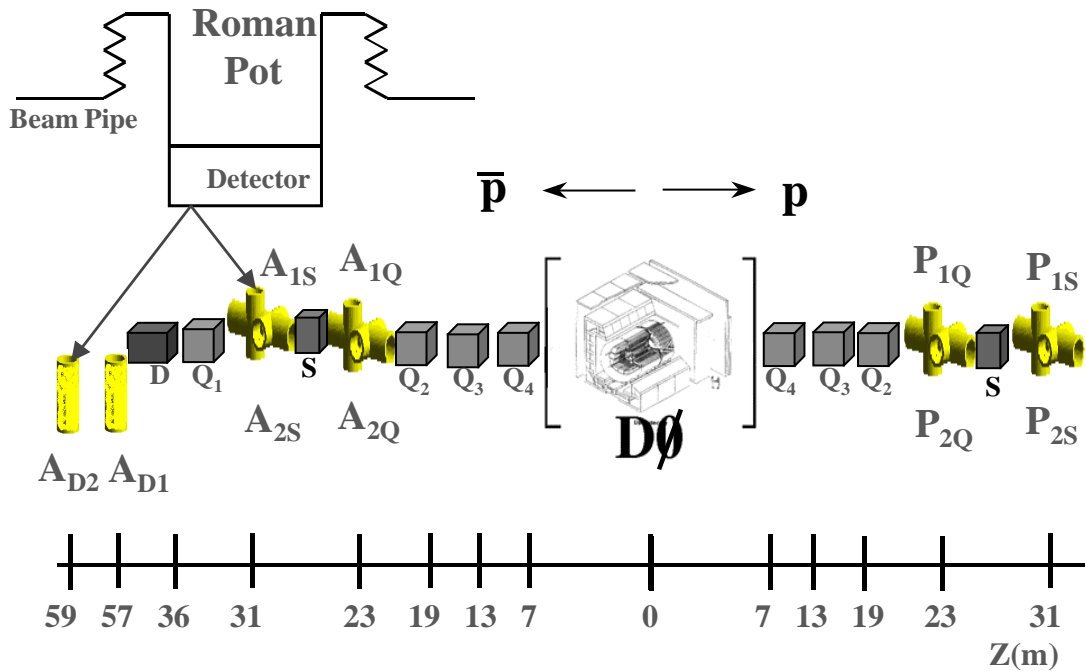 Roman
Pot
Beam Pipe
Detector
p̅ p
A1S A1Q P1Q P1S
D Q1 S Q2 Q3 Q4 Q4 Q3 Q2 S
A2S A2Q P2Q P2S
DØ
AD2 AD1
59 57 36 31 23 19 13 7 0 7 13 19 23 31
Z(m)